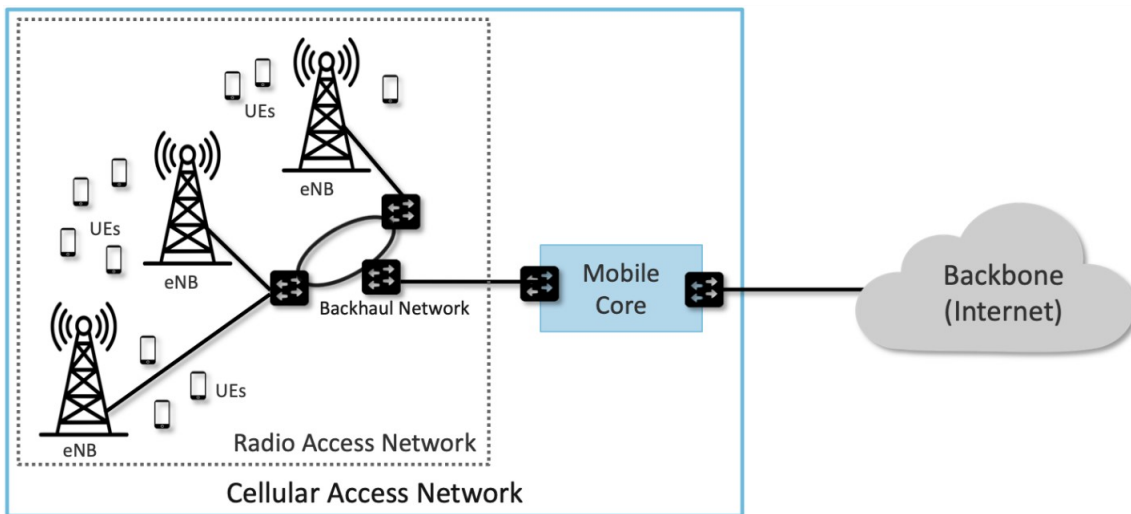 UEs
eNB
UEs
eNB
Backhaul Network
Mobile
Core
Backbone
(Internet)
UEs
eNB
Radio Access Network
Cellular Access Network